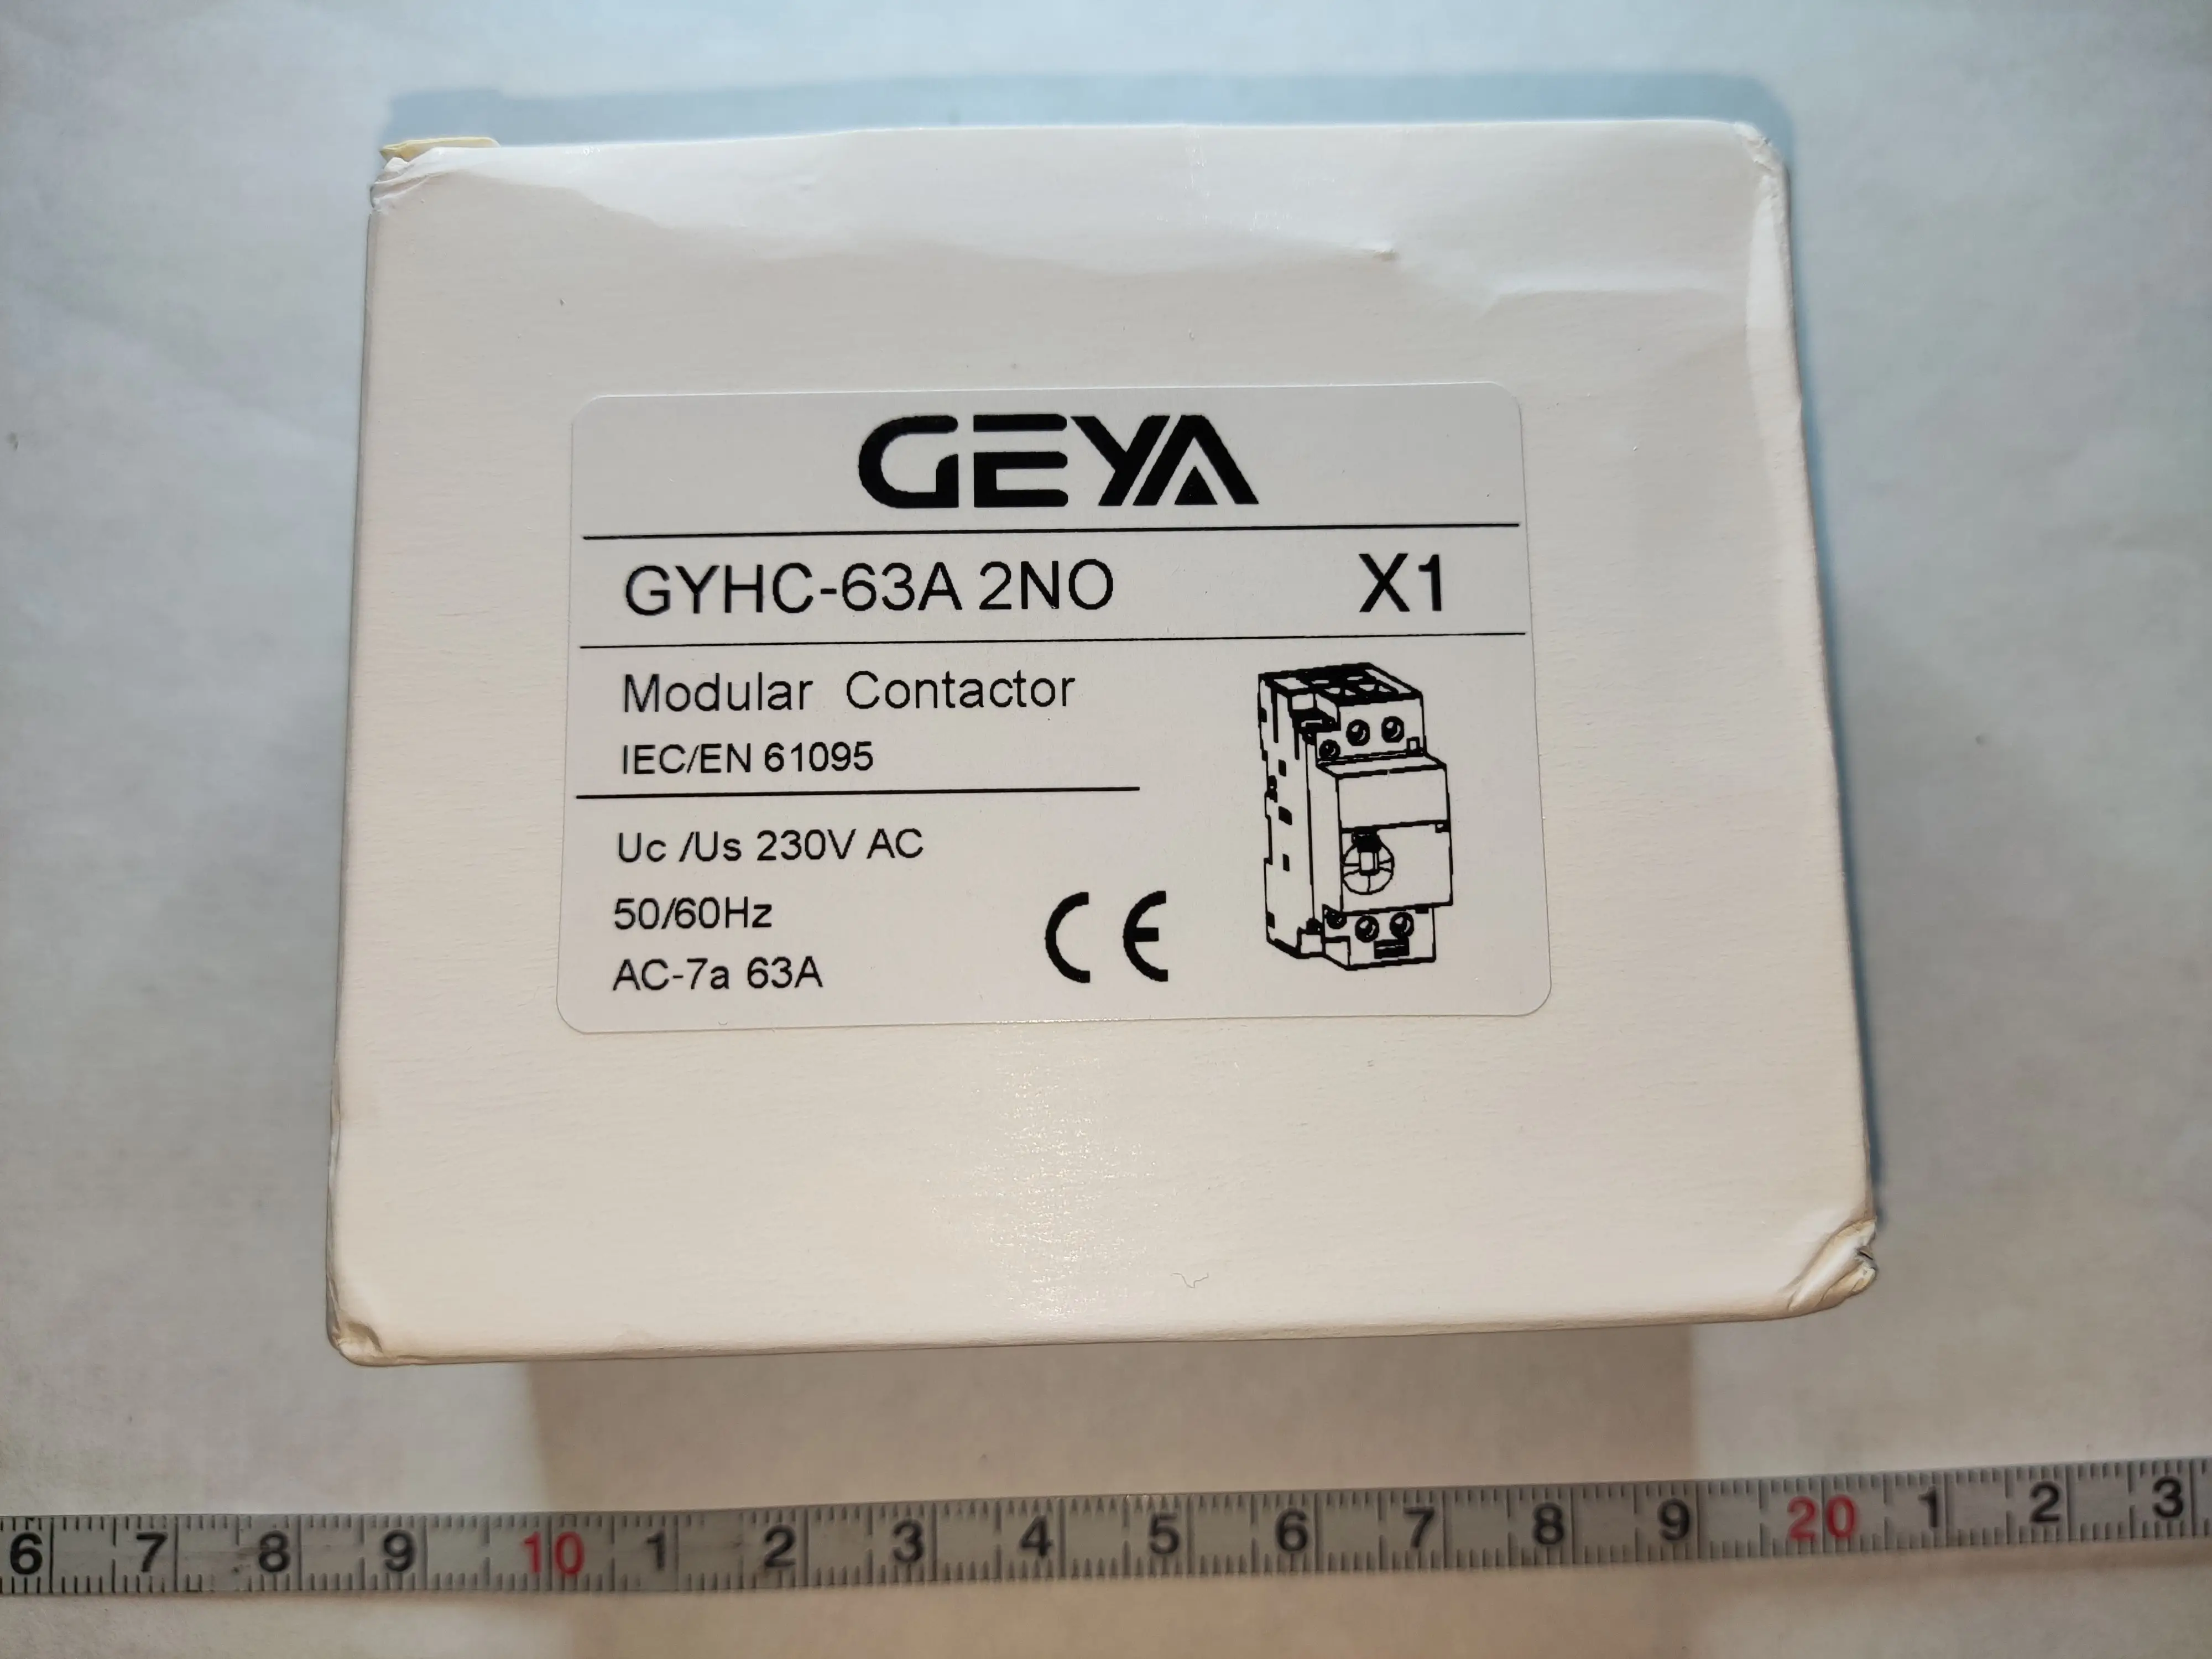 GEYA
GYHC-63A 2NO X1
Modular Contactor
IEC/EN 61095
Uc /Us 230V AC
50/60Hz
AC-7a 63A
CE
6 7 8 9 10 1 2 3 4 5 6 7 8 9 20 1 2 3